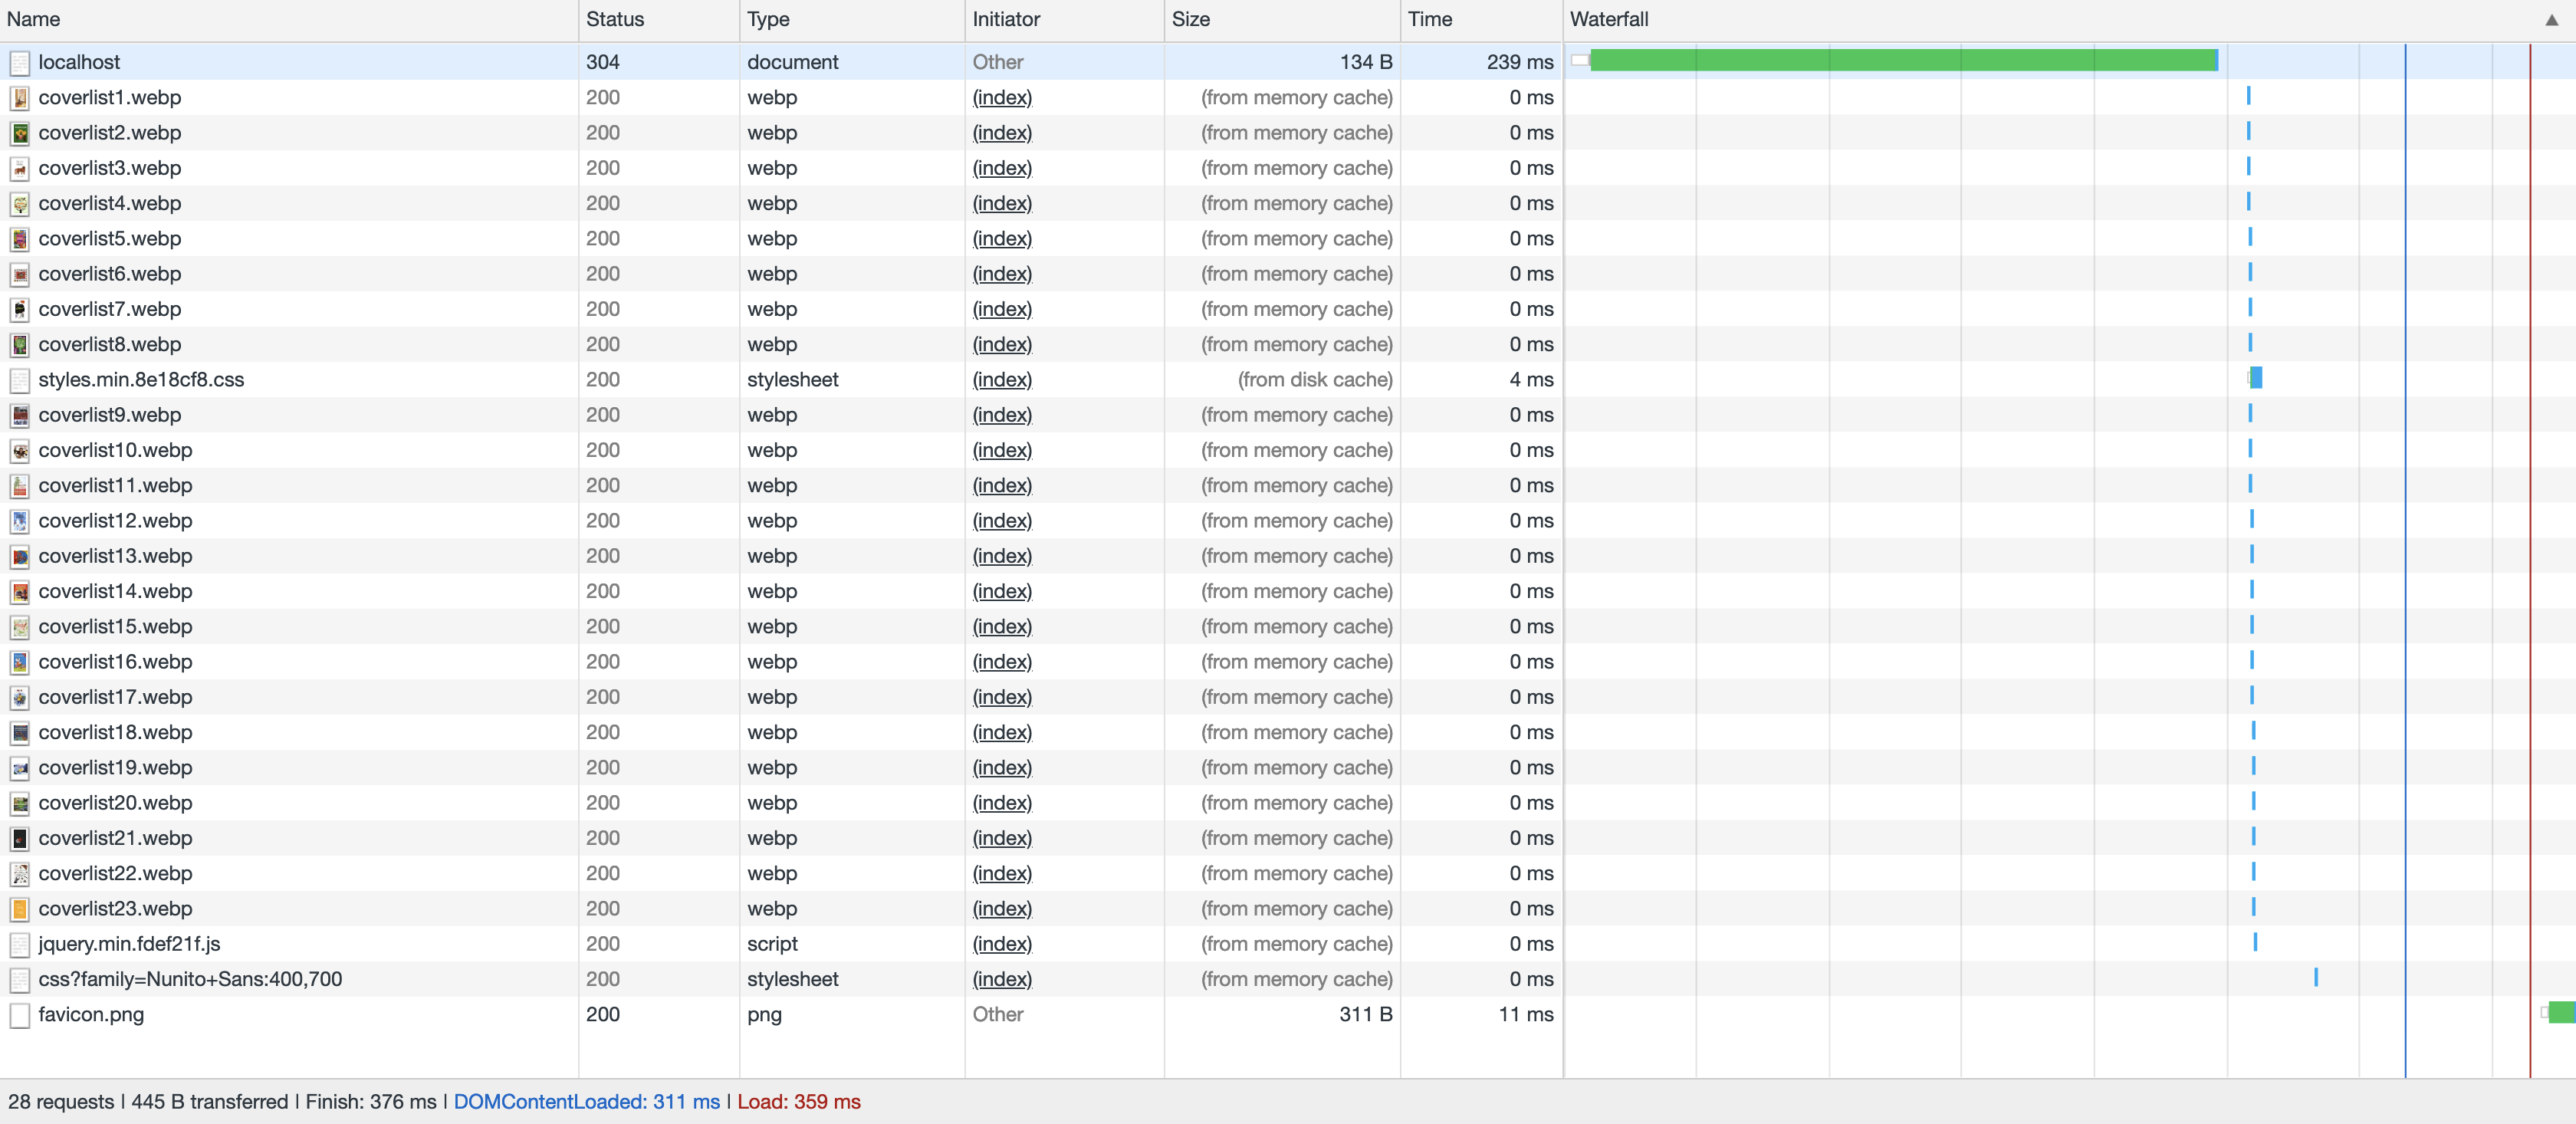 Name Status Type Initiator Size Time Waterfall ▲
localhost 304 document Other 134 B 239 ms
coverlist1.webp 200 webp (index) (from memory cache) 0 ms
coverlist2.webp 200 webp (index) (from memory cache) 0 ms
coverlist3.webp 200 webp (index) (from memory cache) 0 ms
coverlist4.webp 200 webp (index) (from memory cache) 0 ms
coverlist5.webp 200 webp (index) (from memory cache) 0 ms
coverlist6.webp 200 webp (index) (from memory cache) 0 ms
coverlist7.webp 200 webp (index) (from memory cache) 0 ms
coverlist8.webp 200 webp (index) (from memory cache) 0 ms
styles.min.8e18cf8.css 200 stylesheet (index) (from disk cache) 4 ms
coverlist9.webp 200 webp (index) (from memory cache) 0 ms
coverlist10.webp 200 webp (index) (from memory cache) 0 ms
coverlist11.webp 200 webp (index) (from memory cache) 0 ms
coverlist12.webp 200 webp (index) (from memory cache) 0 ms
coverlist13.webp 200 webp (index) (from memory cache) 0 ms
coverlist14.webp 200 webp (index) (from memory cache) 0 ms
coverlist15.webp 200 webp (index) (from memory cache) 0 ms
coverlist16.webp 200 webp (index) (from memory cache) 0 ms
coverlist17.webp 200 webp (index) (from memory cache) 0 ms
coverlist18.webp 200 webp (index) (from memory cache) 0 ms
coverlist19.webp 200 webp (index) (from memory cache) 0 ms
coverlist20.webp 200 webp (index) (from memory cache) 0 ms
coverlist21.webp 200 webp (index) (from memory cache) 0 ms
coverlist22.webp 200 webp (index) (from memory cache) 0 ms
coverlist23.webp 200 webp (index) (from memory cache) 0 ms
jquery.min.fdef21f.js 200 script (index) (from memory cache) 0 ms
css?family=Nunito+Sans:400,700 200 stylesheet (index) (from memory cache) 0 ms
favicon.png 200 png Other 311 B 11 ms
28 requests | 445 B transferred | Finish: 376 ms | DOMContentLoaded: 311 ms | Load: 359 ms